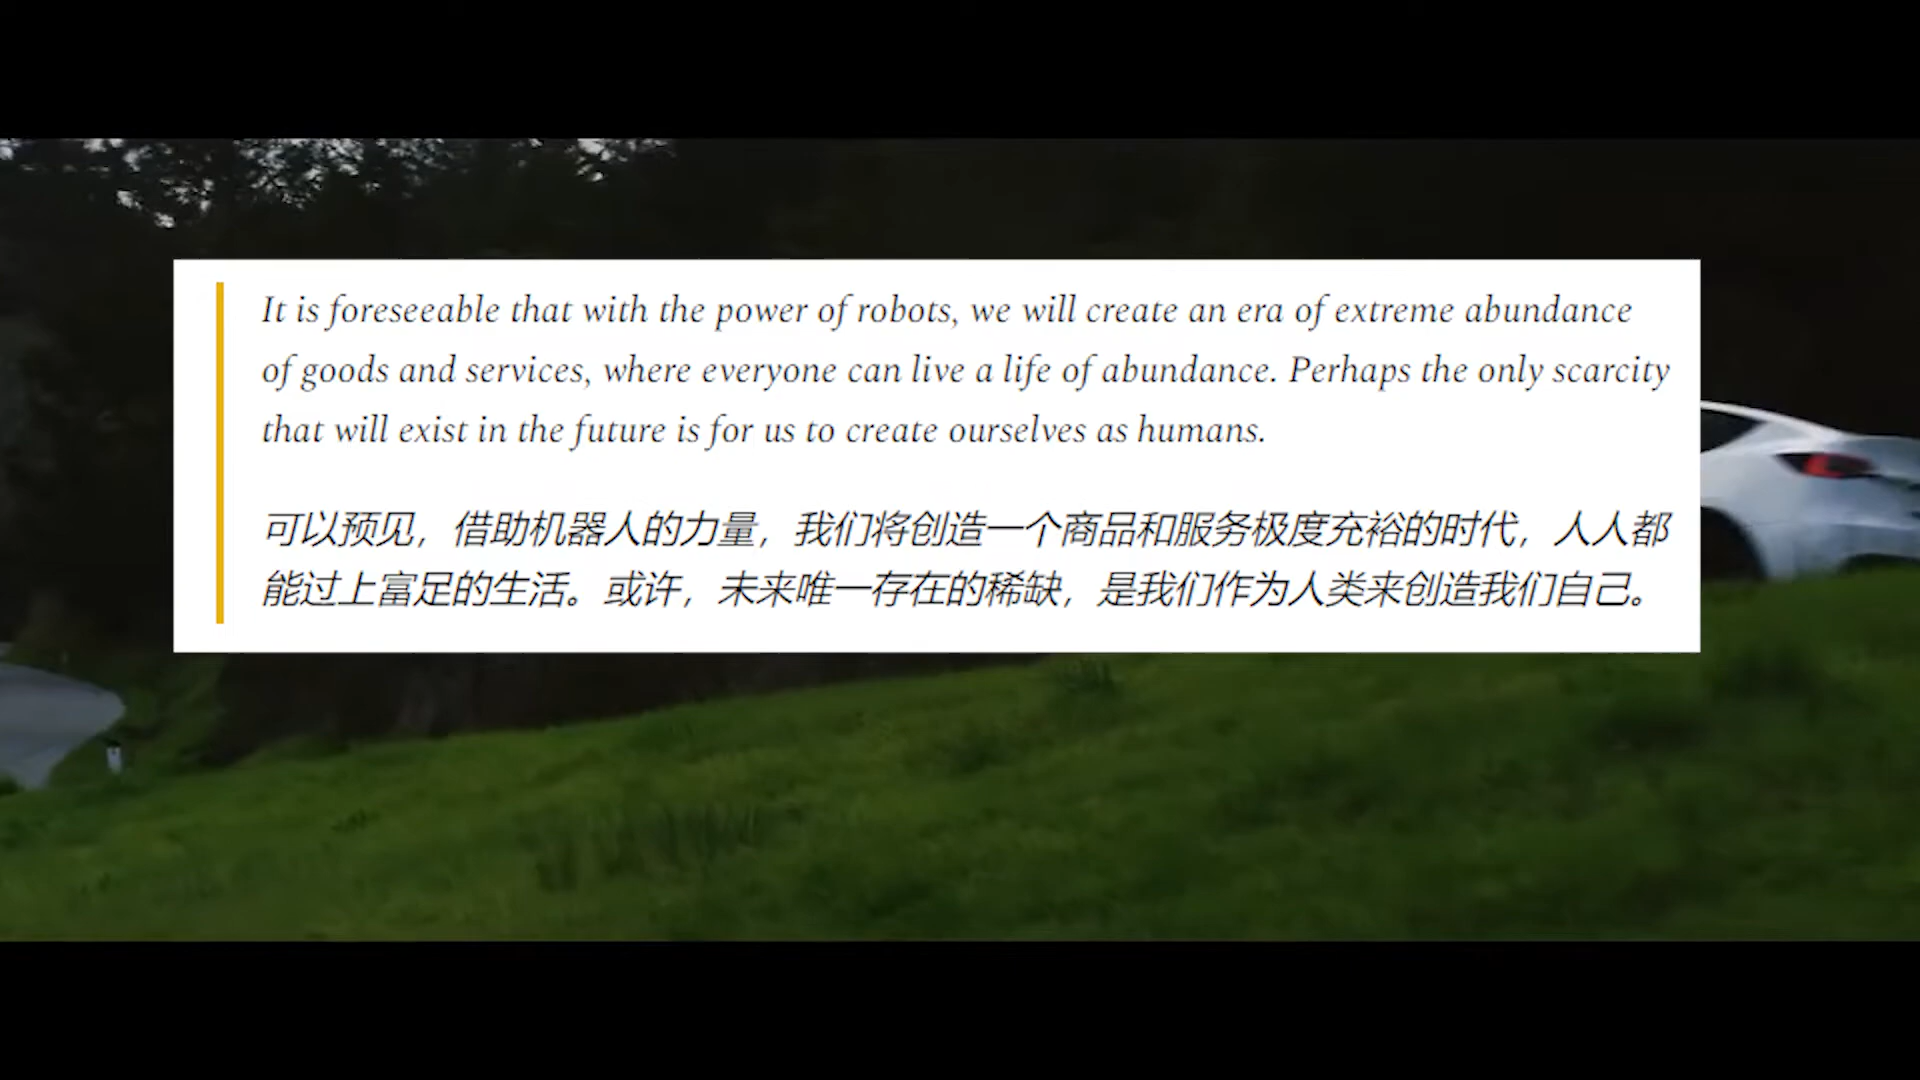 It is foreseeable that with the power of robots, we will create an era of extreme abundance
of goods and services, where everyone can live a life of abundance. Perhaps the only scarcity
that will exist in the future is for us to create ourselves as humans.
可以预见，借助机器人的力量，我们将创造一个商品和服务极度充裕的时代，人人都
能过上富足的生活。或许，未来唯一存在的稀缺，是我们作为人类来创造我们自己。